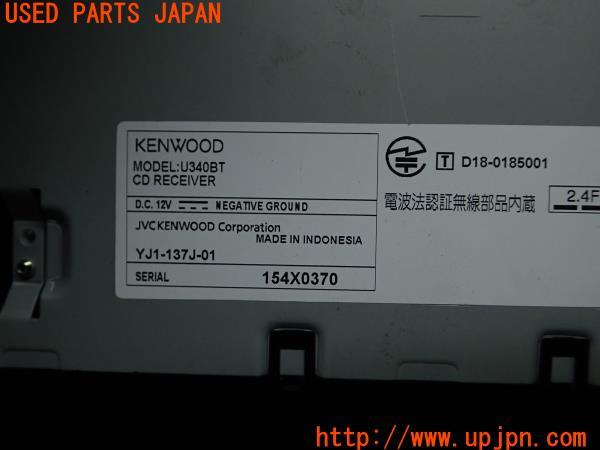 USED PARTS JAPAN
KENWOOD
MODEL:U340BT
CD RECEIVER
D.C. 12V NEGATIVE GROUND
JVCKENWOOD Corporation
MADE IN INDONESIA
YJ1-137J-01
SERIAL 154X0370
T D18-0185001
電波法認証無線部品内蔵
2.4F
U.P.J
http://www.upjpn.com/